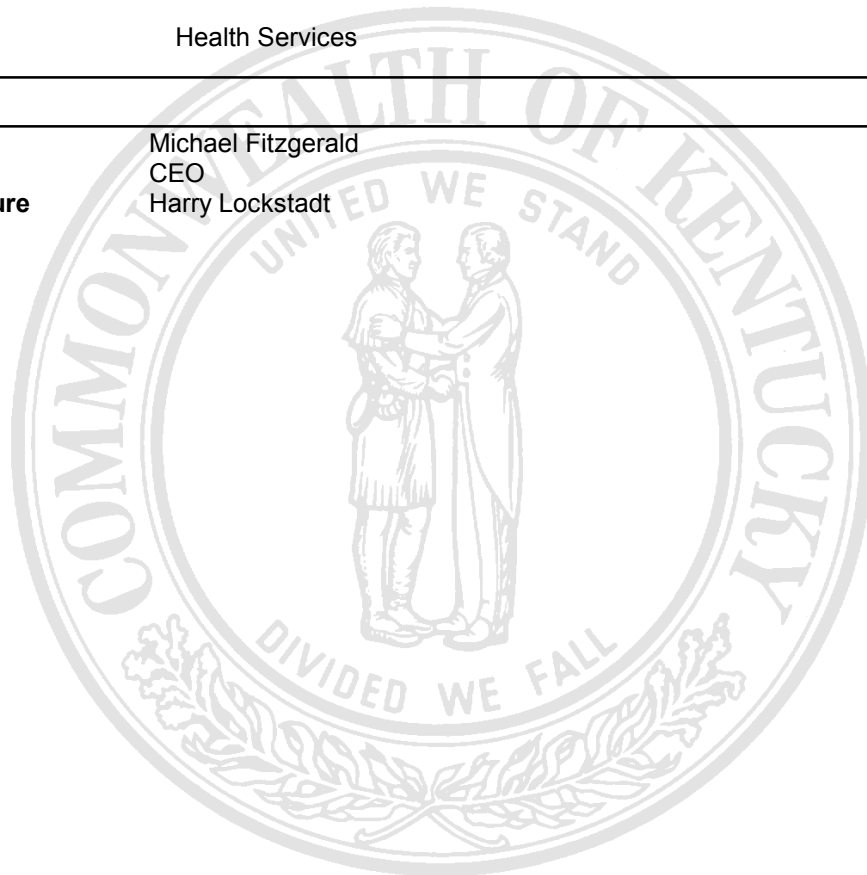 Health Services
Michael Fitzgerald
CEO
ure Harry Lockstadt
COMMONWEALTH OF KENTUCKY
UNITED WE STAND
DIVIDED WE FALL